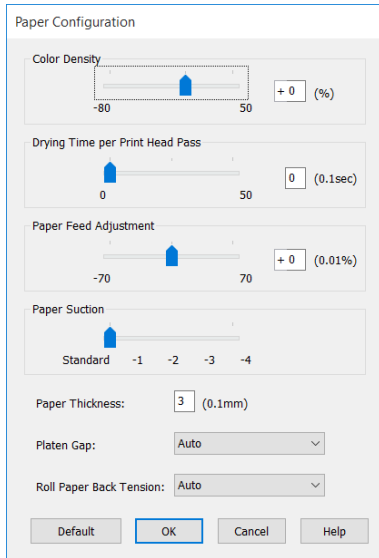 Paper Configuration
Color Density
+ 0 (%)
-80 50
Drying Time per Print Head Pass
0 (0.1sec)
0 50
Paper Feed Adjustment
+ 0 (0.01%)
-70 70
Paper Suction
Standard -1 -2 -3 -4
Paper Thickness: 3 (0.1mm)
Platen Gap: Auto
Roll Paper Back Tension: Auto
Default OK Cancel Help